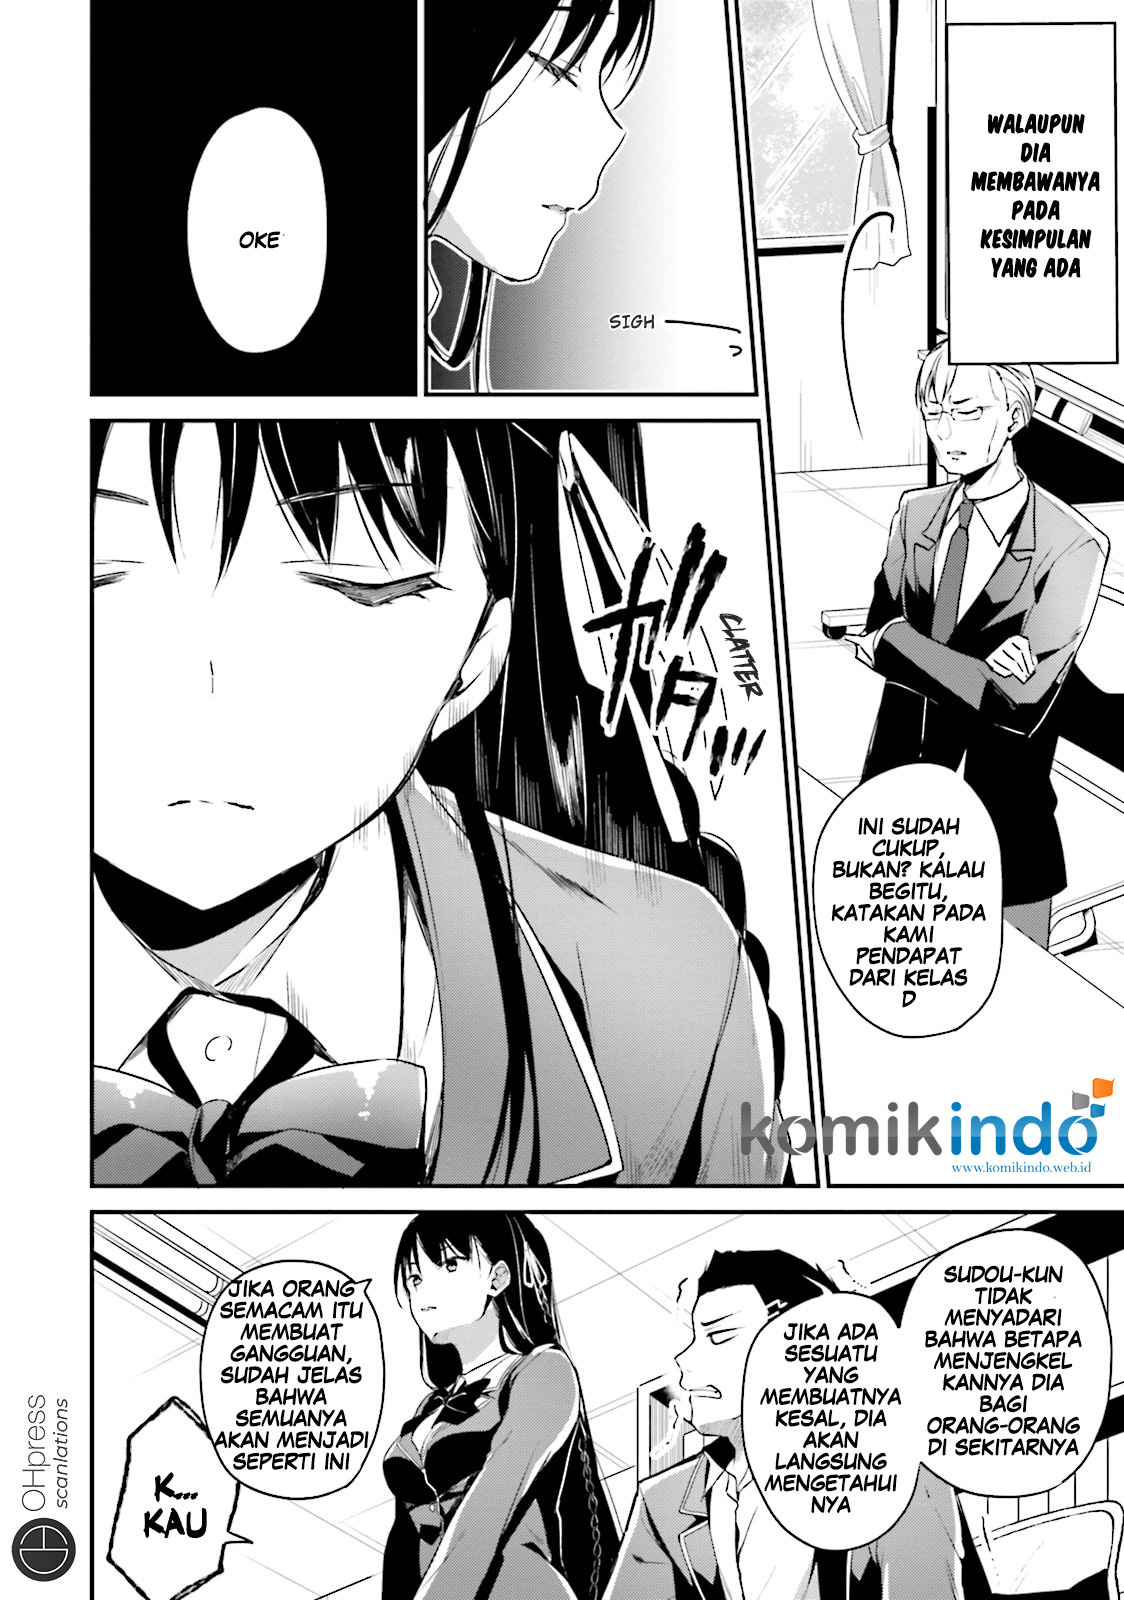 WALAUPUN
DIA
MEMBAWANYA
PADA
KESIMPULAN
YANG ADA
INI SUDAH
CUKUP,
BUKAN? KALAU
BEGITU,
KATAKAN PADA
KAMI
PENDAPAT
DARI KELAS
D
SIGH
OKE
ガタッ
CLATTER
komikindo
www.komikindo.web.id
SUDOU-KUN
TIDAK
MENYADARI
BAHWA BETAPA
MENJENGKEL
KANNYA DIA
BAGI
ORANG-ORANG
DI SEKITARNYA
JIKA ADA
SESUATU
YANG
MEMBUATNYA
KESAL, DIA
AKAN
LANGSUNG
MENGETAHUI
NYA
JIKA ORANG
SEMACAM ITU
MEMBUAT
GANGGUAN,
SUDAH JELAS
BAHWA
SEMUANYA
AKAN MENJADI
SEPERTI INI
K...
KAU
OHpress
scanlations